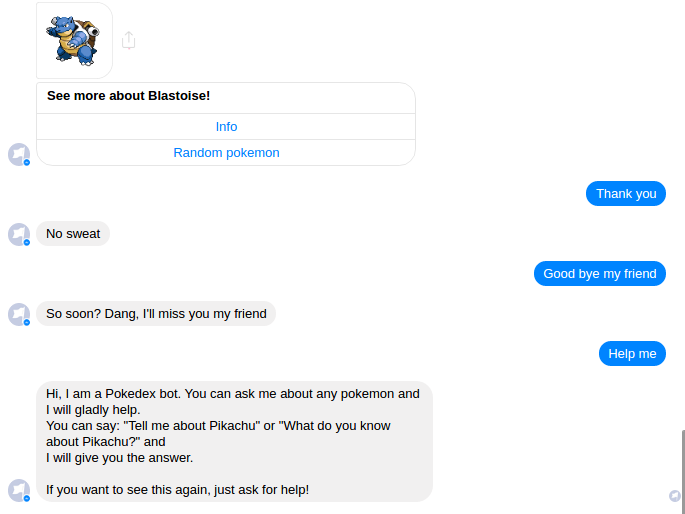 See more about Blastoise!
Info
Random pokemon
Thank you
No sweat
Good bye my friend
So soon? Dang, I'll miss you my friend
Help me
Hi, I am a Pokedex bot. You can ask me about any pokemon and
I will gladly help.
You can say: "Tell me about Pikachu" or "What do you know
about Pikachu?" and
I will give you the answer.
If you want to see this again, just ask for help!